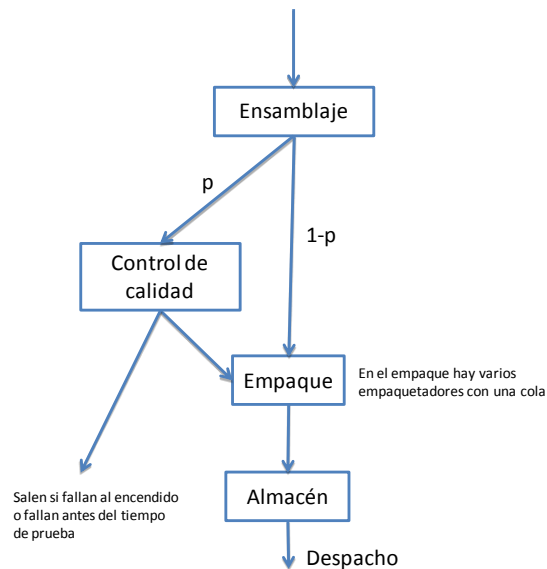 Ensamblaje
p
1-p
Control de
calidad
Empaque
En el empaque hay varios
empaquetadores con una cola
Salen si fallan al encendido
o fallan antes del tiempo
de prueba
Almacén
Despacho